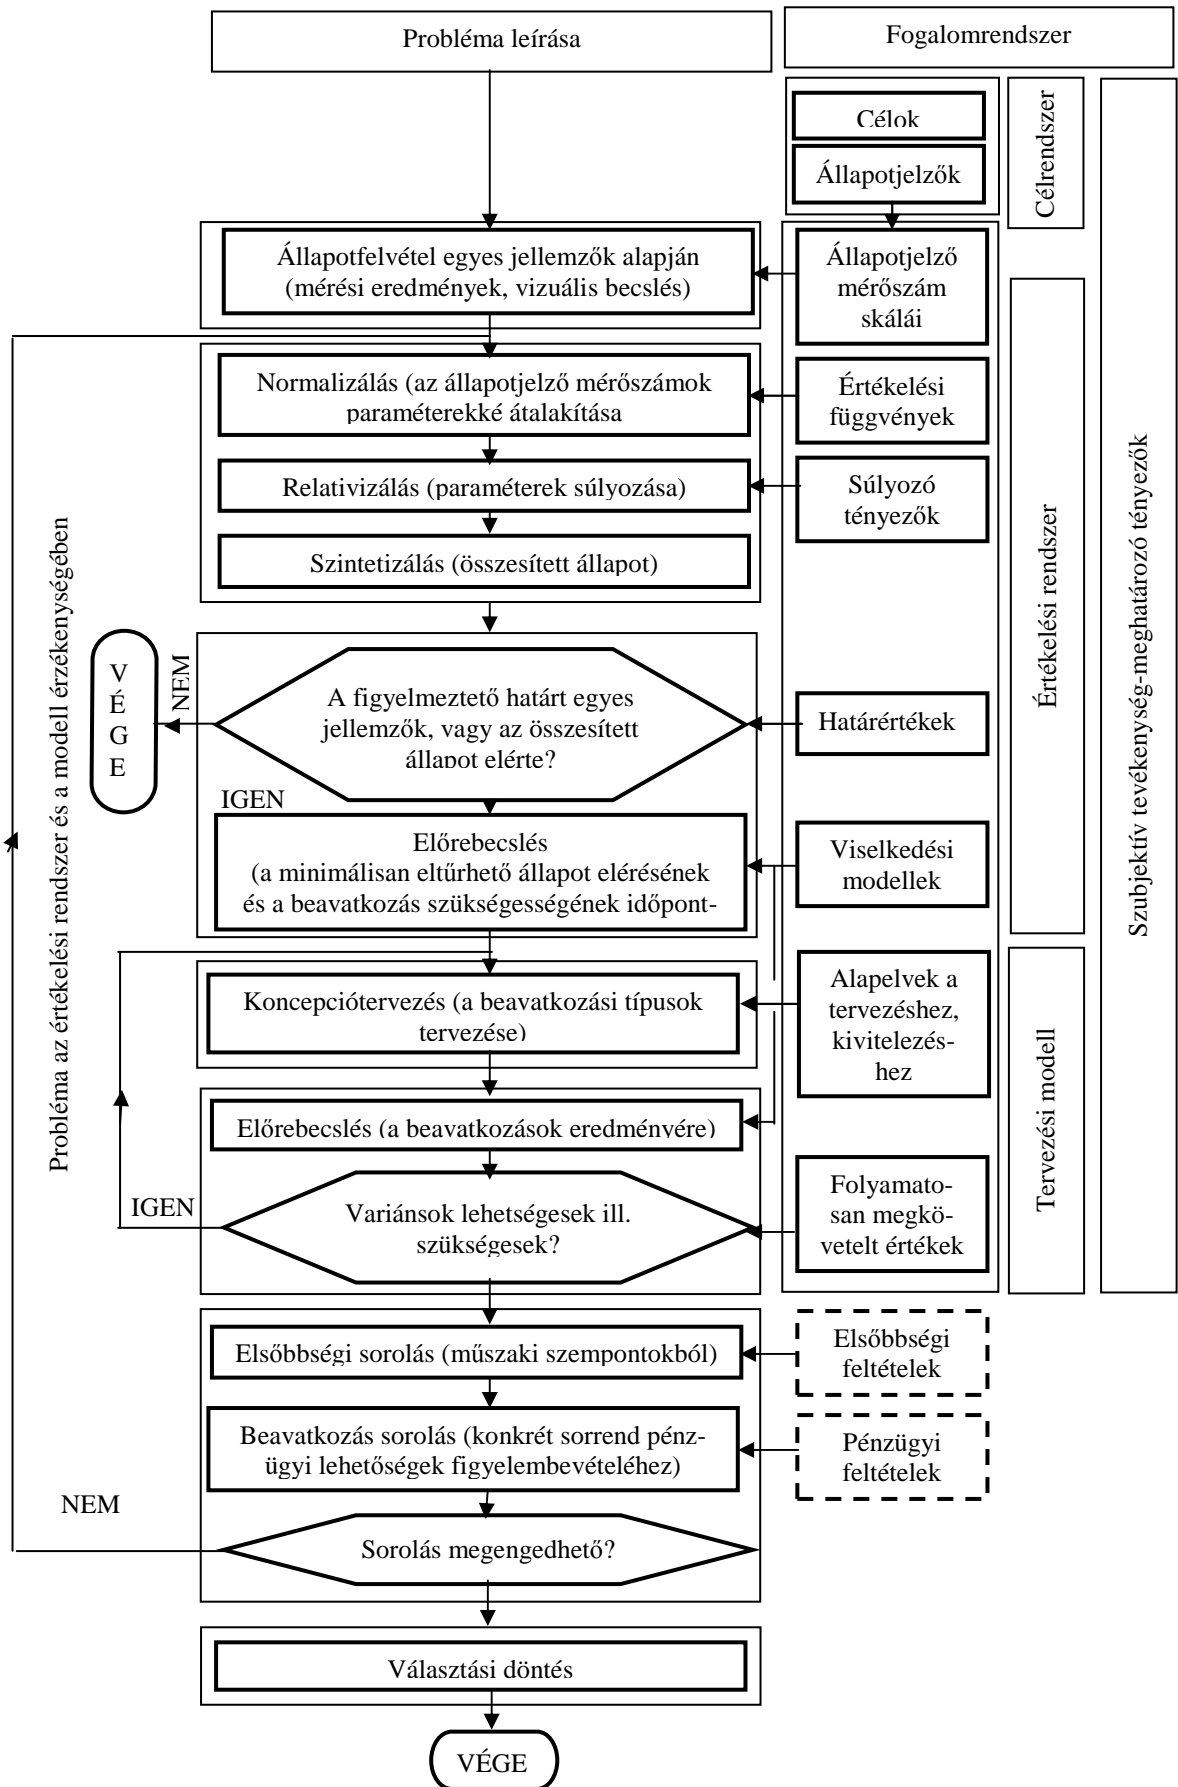 Probléma leírása
Fogalomrendszer
Célok
Állapotjelzők
Célrendszer
Állapotfelvétel egyes jellemzők alapján
(mérési eredmények, vizuális becslés)
Állapotjelző
mérőszám
skálái
Normalizálás (az állapotjelző mérőszámok
paraméterekké átalakítása
Értékelési
függvények
Relativizálás (paraméterek súlyozása)
Súlyozó
tényezők
Szintetizálás (összesített állapot)
Értékelési rendszer
Szubjektív tevékenység-meghatározó tényezők
Probléma az értékelési rendszer és a modell érzékenységében
V
É
G
E
NEM
A figyelmeztető határt egyes
jellemzők, vagy az összesített
állapot elérte?
Határértékek
IGEN
Előrebecslés
(a minimálisan eltűrhető állapot elérésének
és a beavatkozás szükségességének időpont-
Viselkedési
modellek
Koncepciótervezés (a beavatkozási típusok
tervezése)
Alapelvek a
tervezéshez,
kivitelezés-
hez
Tervezési modell
Előrebecslés (a beavatkozások eredményére)
IGEN
Variánsok lehetségesek ill.
szükségesek?
Folyamato-
san megkö-
vetelt értékek
Elsőbbségi sorolás (műszaki szempontokból)
Elsőbbségi
feltételek
Beavatkozás sorolás (konkrét sorrend pénz-
ügyi lehetőségek figyelembevételéhez)
Pénzügyi
feltételek
NEM
Sorolás megengedhető?
Választási döntés
VÉGE